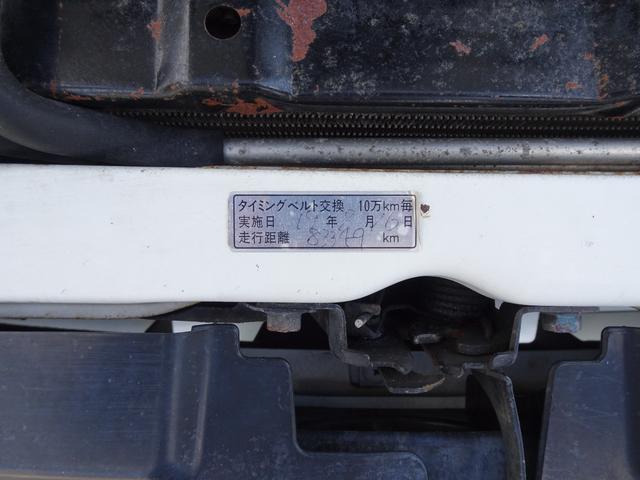 タイミングベルト交換 10万km毎
実施日 年 月 日
走行距離 83349 km